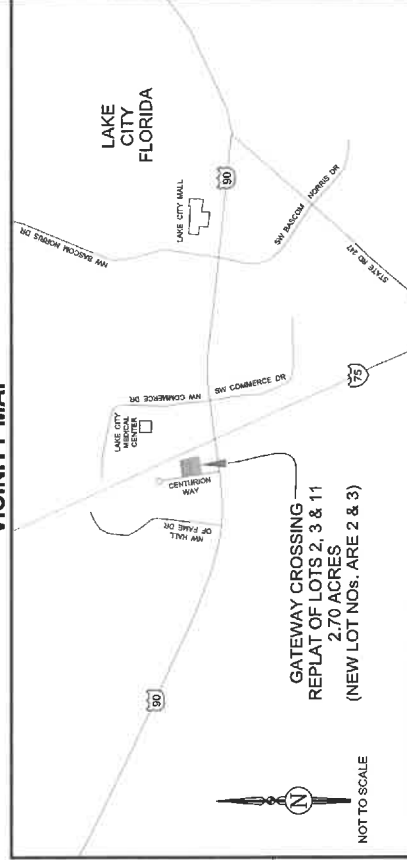 VICINITY MAP
LAKE
CITY
FLORIDA
NW BASCOM NORRIS DR
LAKE CITY MALL
90
SW BASCOM NORRIS DR
STATE RD 247
NW COMMERCE DR
SW COMMERCE DR
LAKE CITY
MEDICAL
CENTER
75
CENTURION
WAY
NW HALL
OF FAME DR
90
GATEWAY CROSSING
REPLAT OF LOTS 2, 3 & 11
2.70 ACRES
(NEW LOT NOs. ARE 2 & 3)
N
NOT TO SCALE